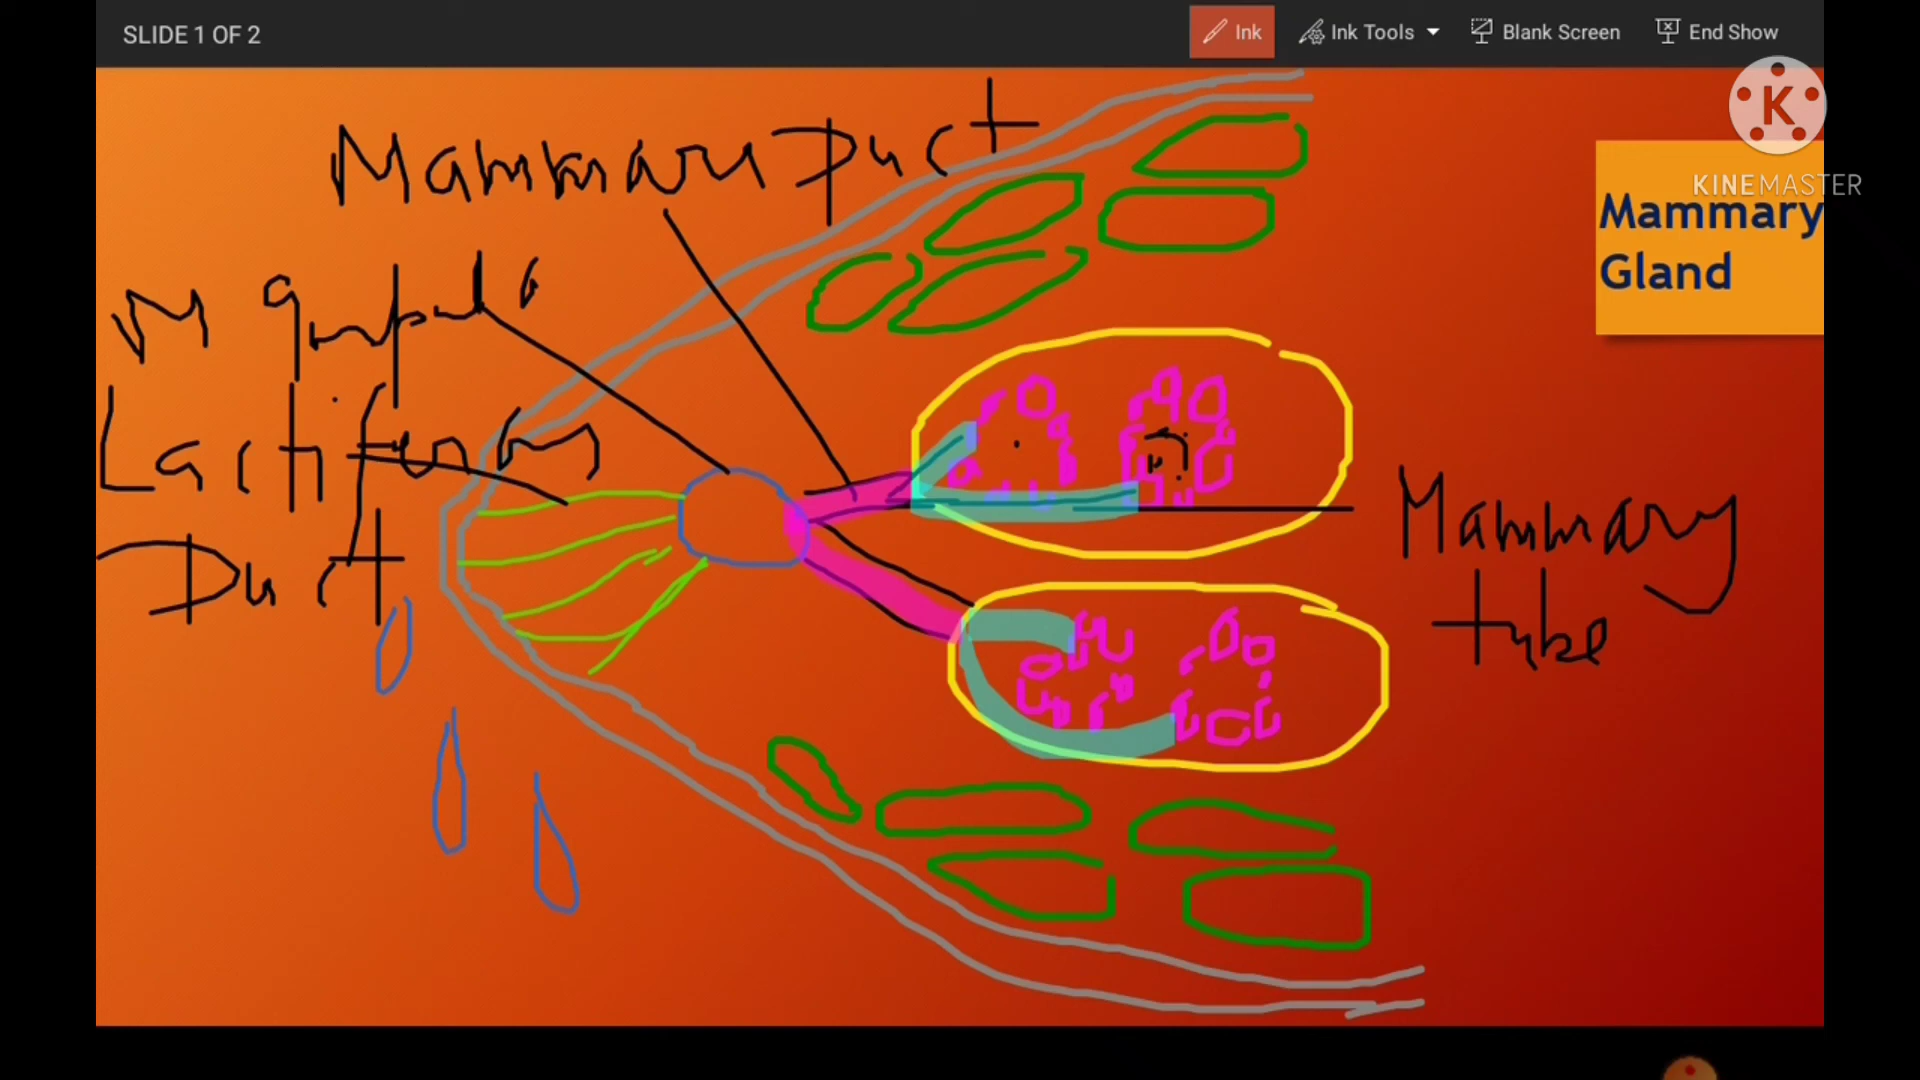 SLIDE 1 OF 2
Ink
Ink Tools
Blank Screen
End Show
KINEMASTER
Mammary
Gland
Mammary Duct
Lactiferous
Duct
Mammary
tube